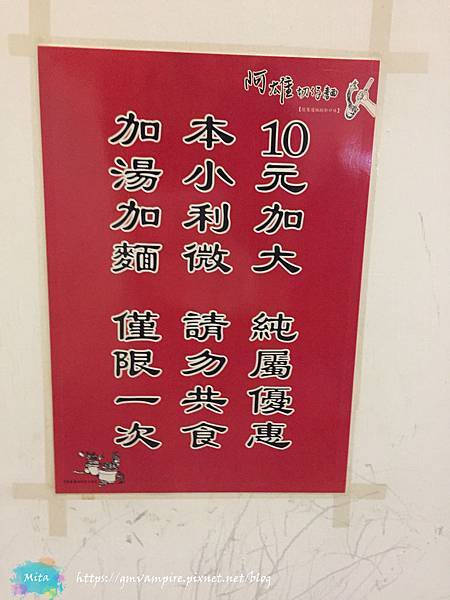 阿雄切仔麵
10元加大 純屬優惠
本小利微 請勿共食
加湯加麵 僅限一次
Mita
https://gmvampire.pixnet.net/blog